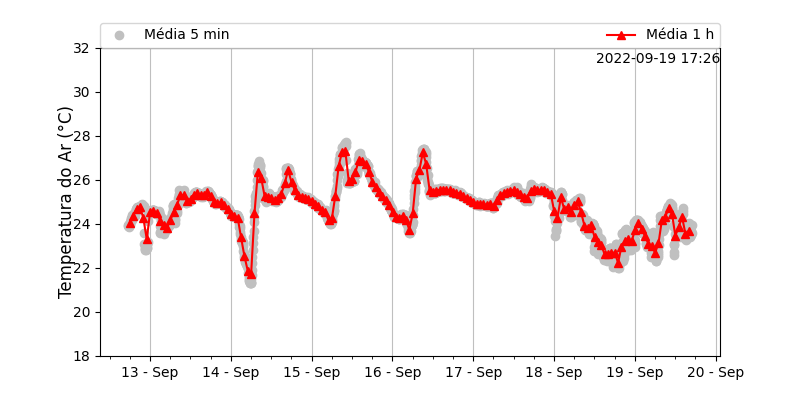 Média 5 min
Média 1 h
2022-09-19 17:26
Temperatura do Ar (°C)
32
30
28
26
24
22
20
18
13 - Sep
14 - Sep
15 - Sep
16 - Sep
17 - Sep
18 - Sep
19 - Sep
20 - Sep